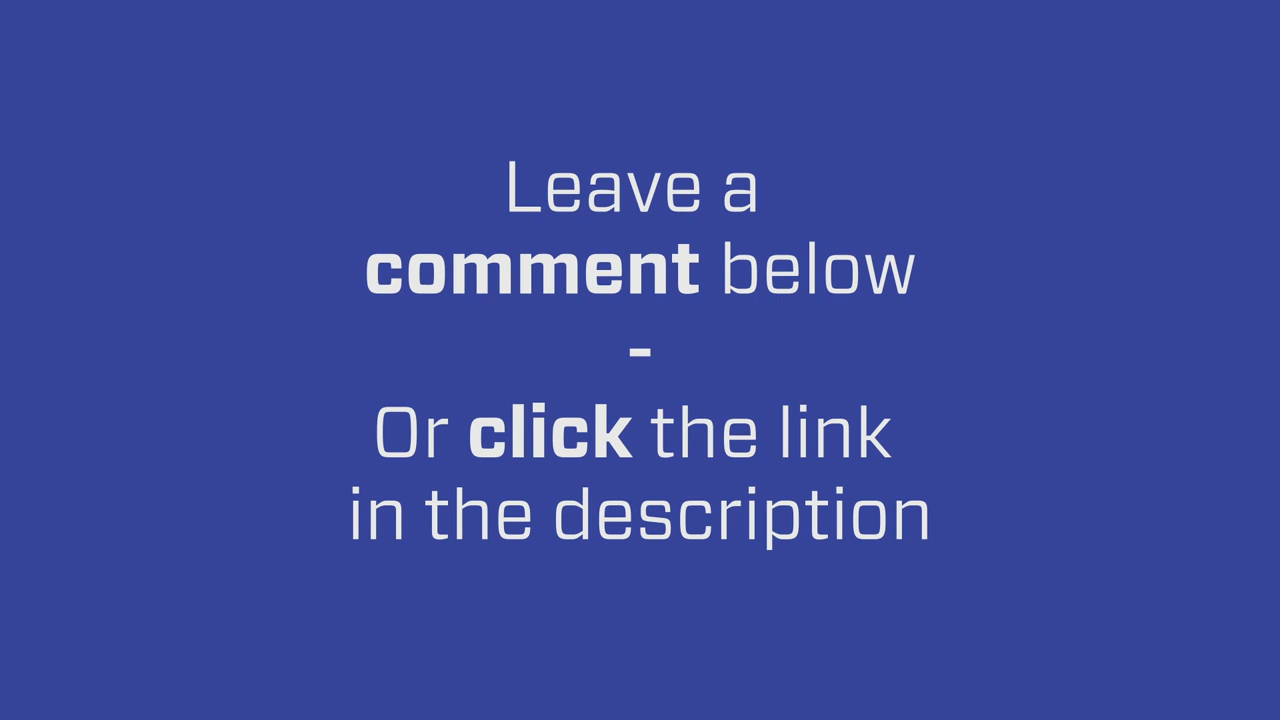 Leave a
comment below
-
Or click the link
in the description